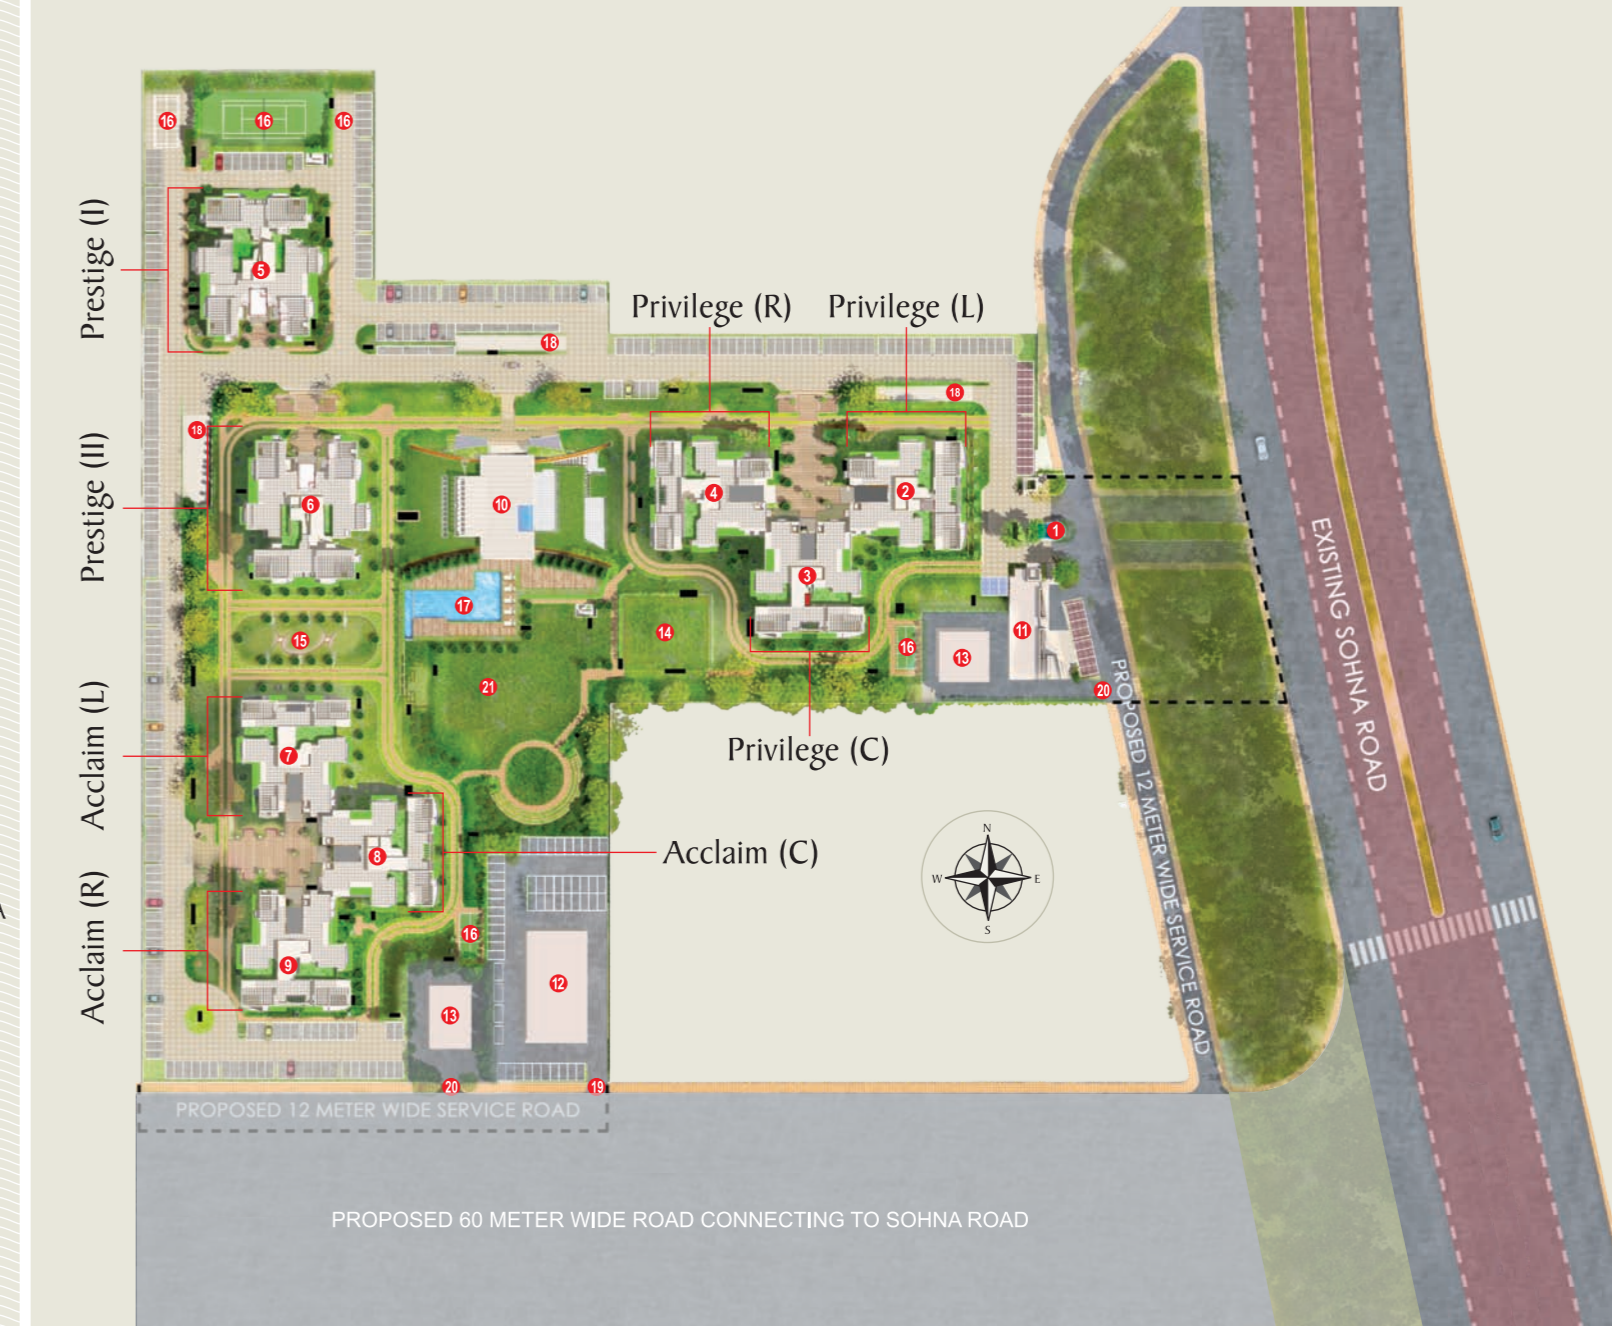 16
16
16
Prestige (I)
5
Privilege (R)
Privilege (L)
18
18
18
Prestige (II)
6
10
4
2
1
3
17
15
14
16
13
11
20
21
Acclaim (L)
7
Privilege (C)
8
Acclaim (C)
Acclaim (R)
9
16
12
13
20
19
N
W
E
S
EXISTING SOHNA ROAD
PROPOSED 12 METER WIDE SERVICE ROAD
PROPOSED 12 METER WIDE SERVICE ROAD
PROPOSED 60 METER WIDE ROAD CONNECTING TO SOHNA ROAD